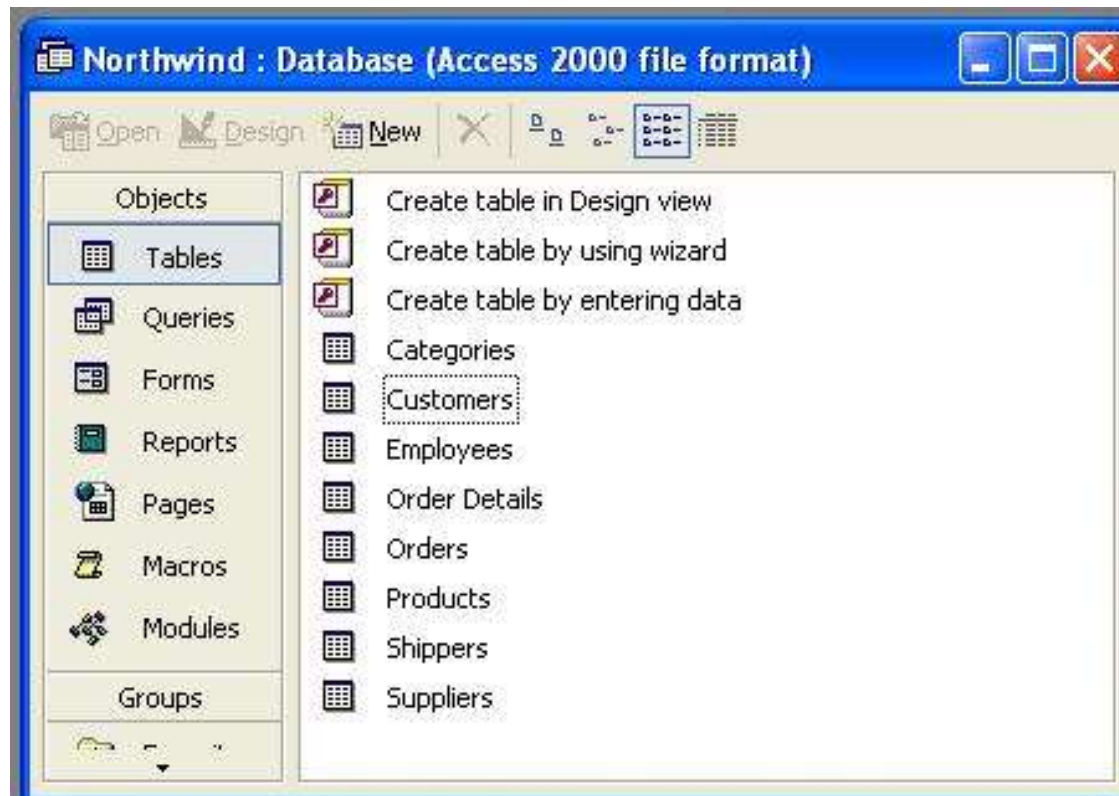 Northwind : Database (Access 2000 file format)
Open Design New
Objects
Tables
Queries
Forms
Reports
Pages
Macros
Modules
Groups
Create table in Design view
Create table by using wizard
Create table by entering data
Categories
Customers
Employees
Order Details
Orders
Products
Shippers
Suppliers